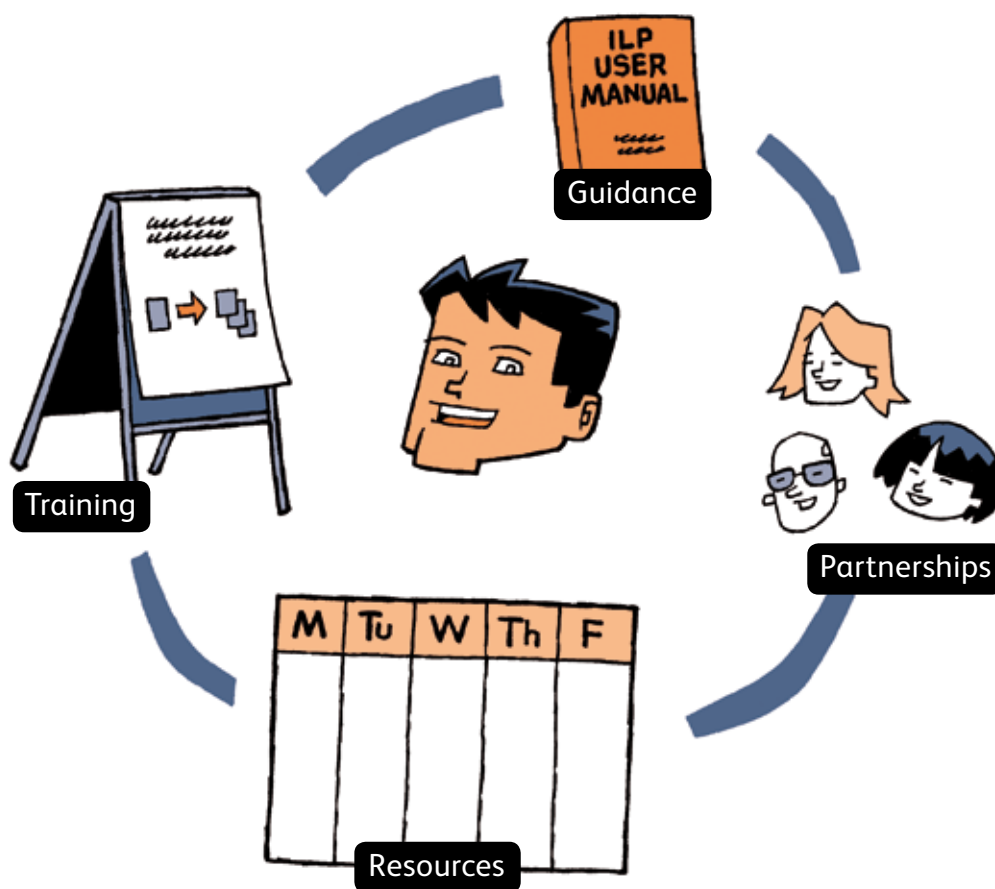 ILP
USER
MANUAL
Guidance
Training
Partnerships
M Tu W Th F
Resources